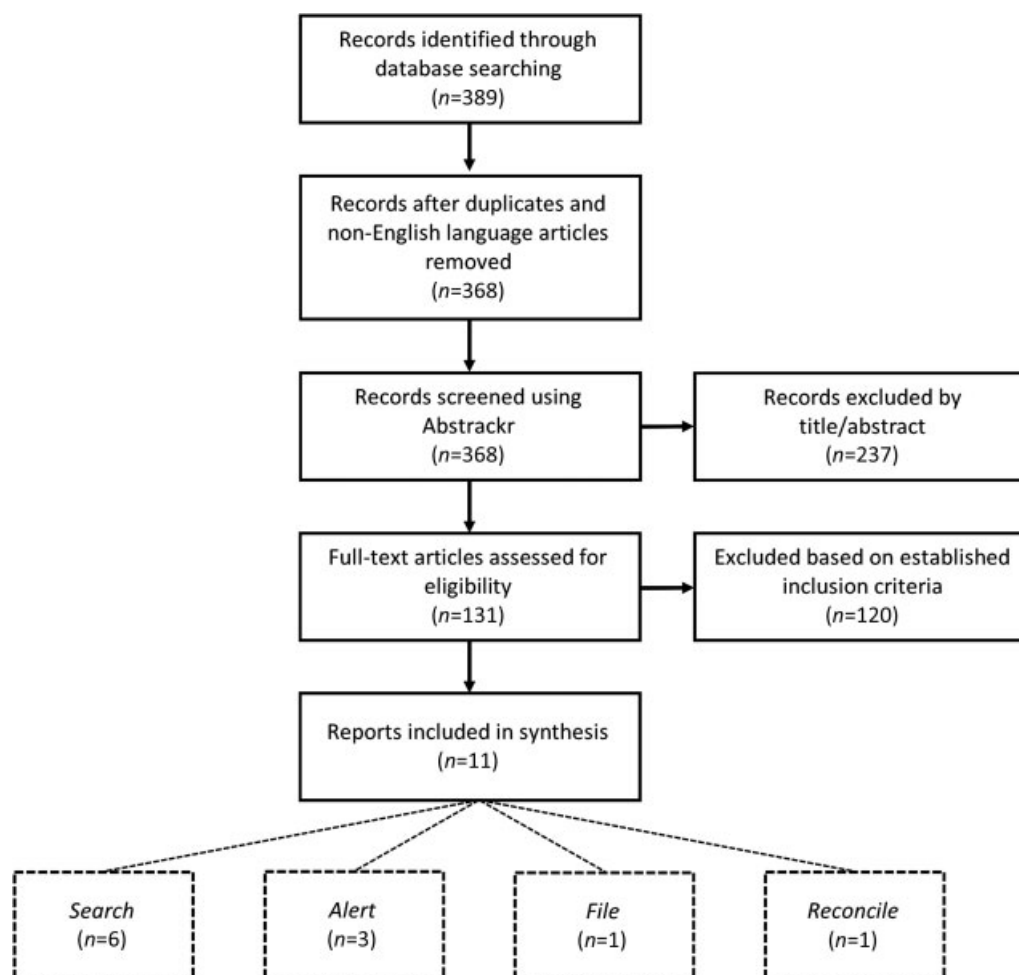 Records identified through
database searching
(n=389)
Records after duplicates and
non-English language articles
removed
(n=368)
Records screened using
Abstrackr
(n=368)
Records excluded by
title/abstract
(n=237)
Full-text articles assessed for
eligibility
(n=131)
Excluded based on established
inclusion criteria
(n=120)
Reports included in synthesis
(n=11)
Search
(n=6)
Alert
(n=3)
File
(n=1)
Reconcile
(n=1)